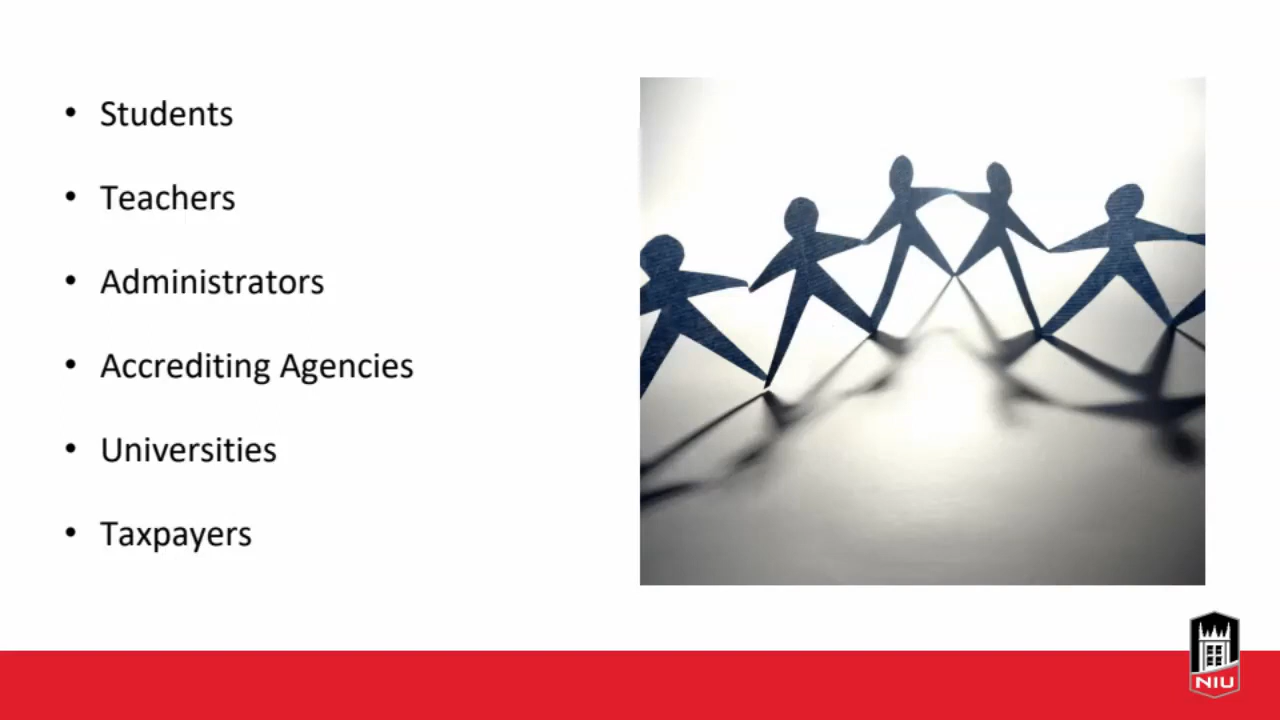 • Students
• Teachers
• Administrators
• Accrediting Agencies
• Universities
• Taxpayers
NIU